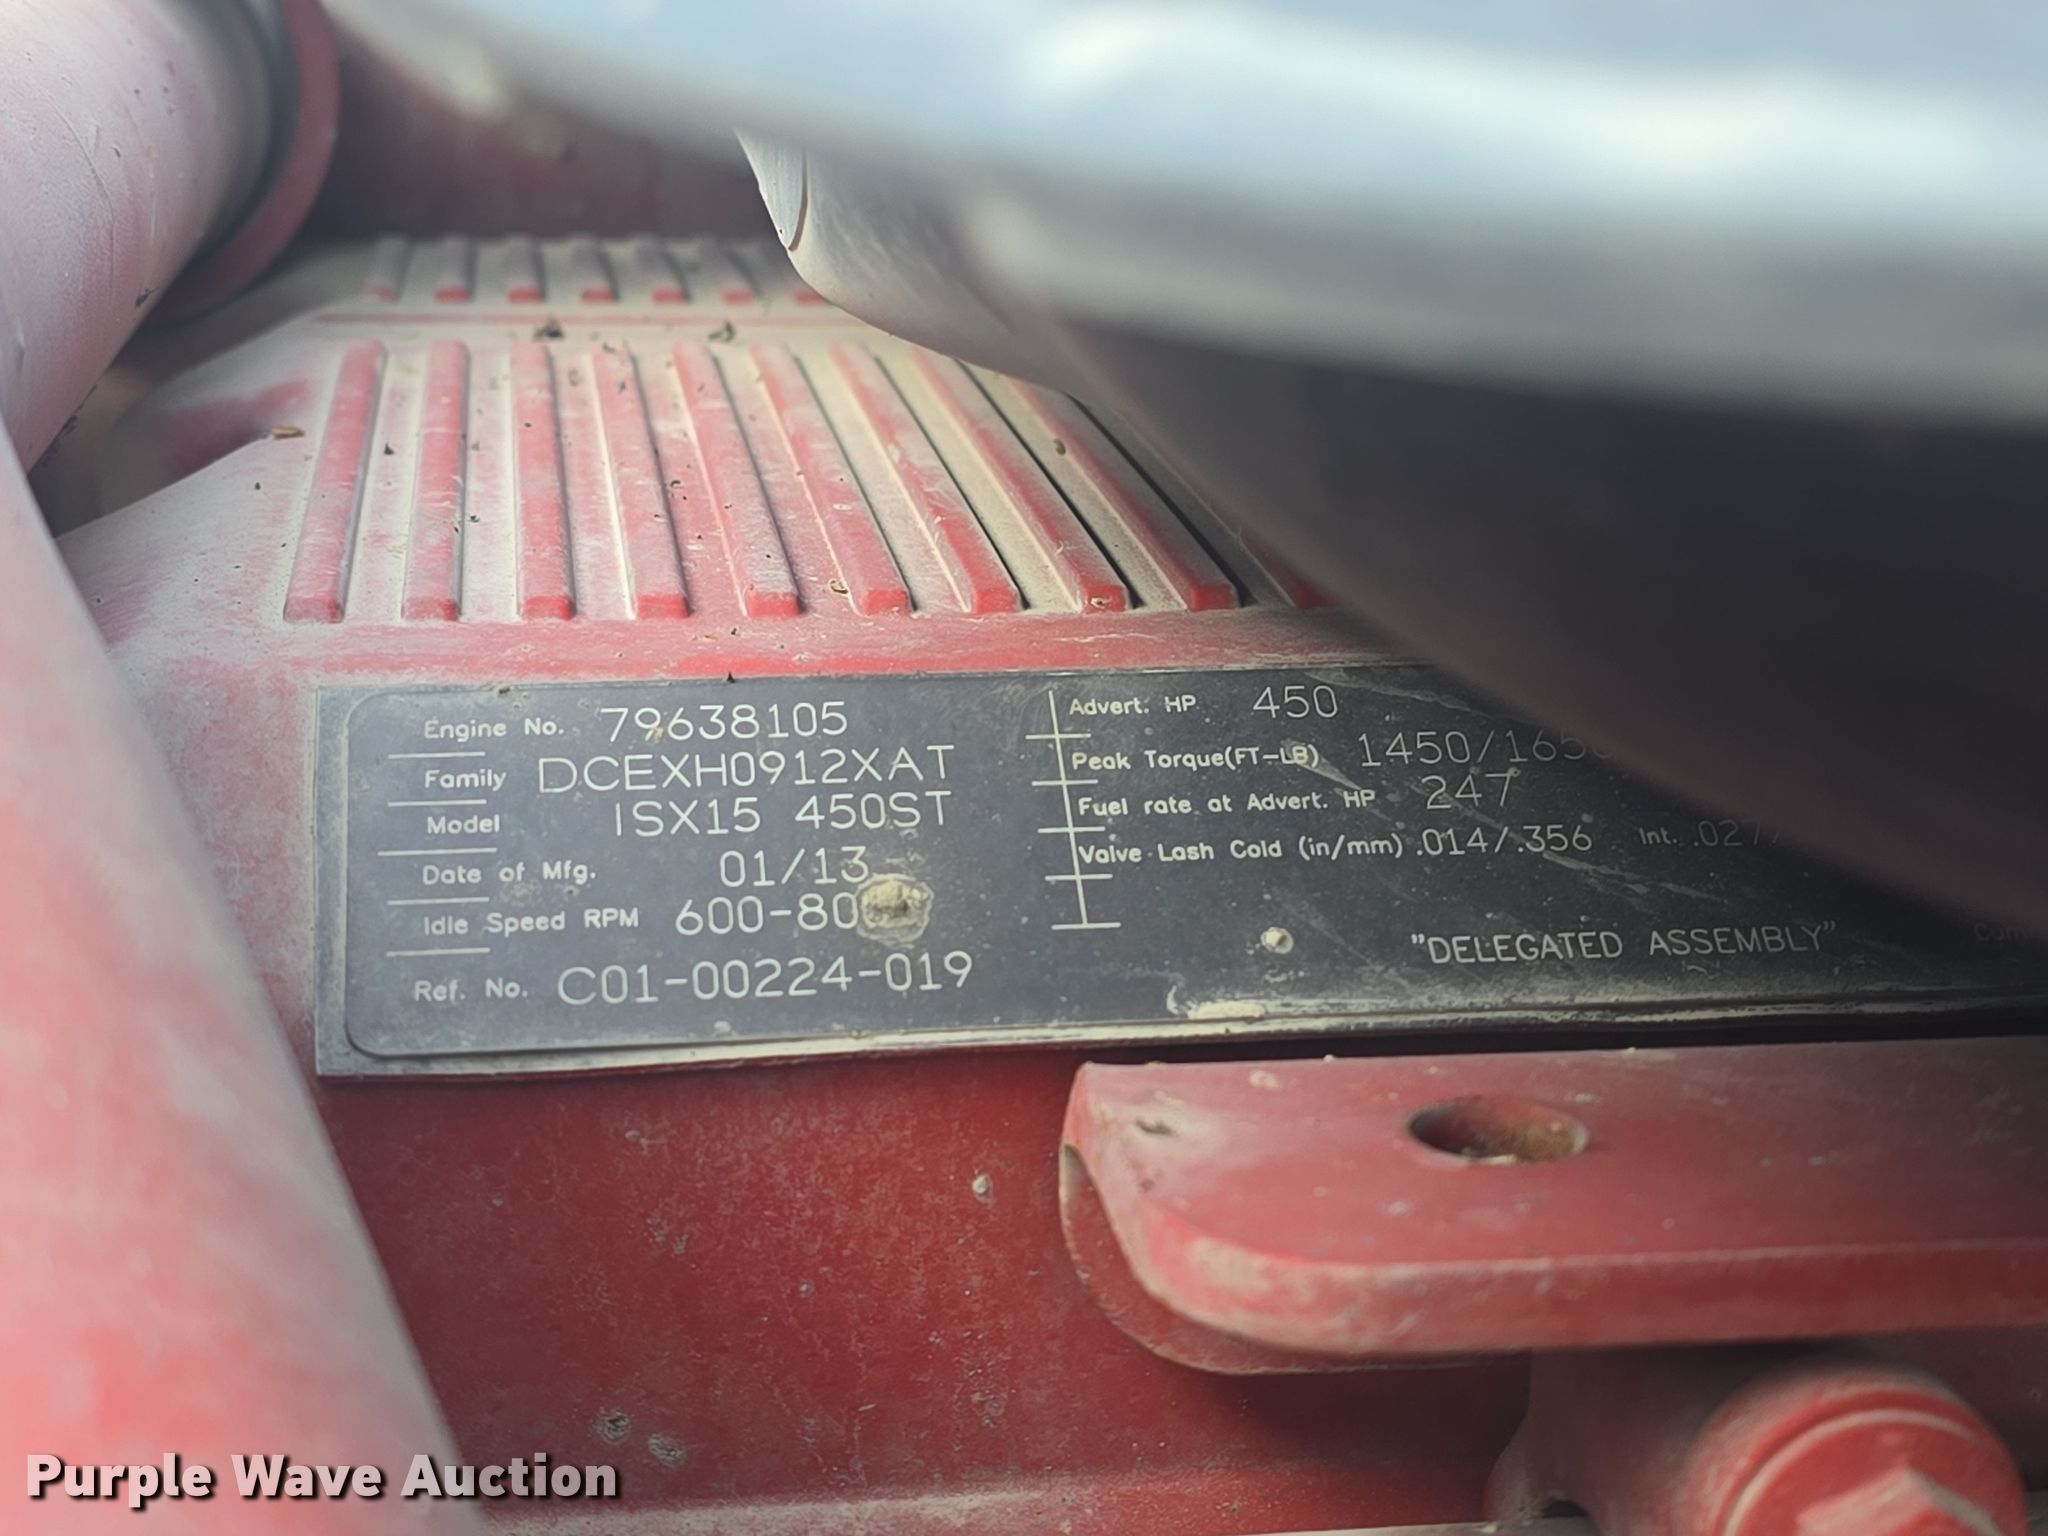 Engine No. 79638105
Family DCEXH0912XAT
Model ISX15 450ST
Date of Mfg. 01/13
Idle Speed RPM 600-80
Ref. No. C01-00224-019
Advert. HP 450
Peak Torque(FT-LB) 1450/165
Fuel rate at Advert. HP 247
Valve Lash Cold (in/mm) .014/.356 Int. .027
"DELEGATED ASSEMBLY"
Purple Wave Auction